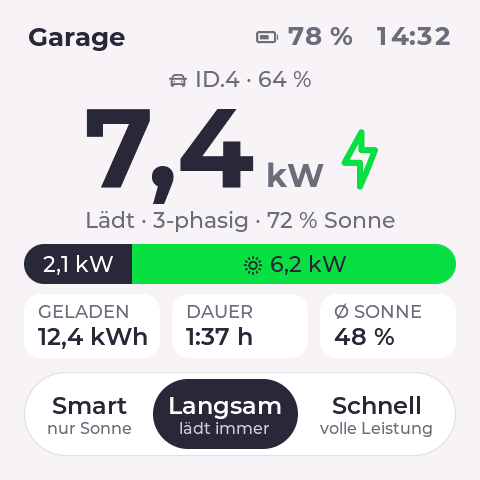 Garage 78 % 14:32
ID.4 · 64 %
7,4 kW
Lädt · 3-phasig · 72 % Sonne
2,1 kW 6,2 kW
GELADEN DAUER Ø SONNE
12,4 kWh 1:37 h 48 %
Smart Langsam Schnell
nur Sonne lädt immer volle Leistung